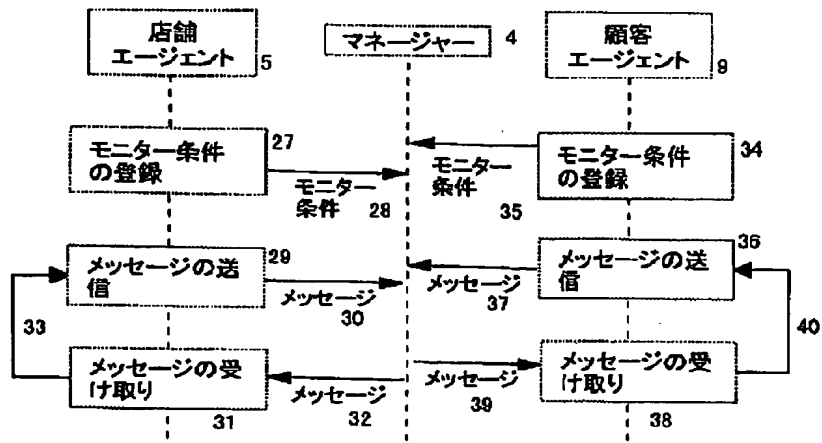 店舗
エージェント
5
マネージャー
4
顧客
エージェント
9
モニター条件
の登録
27
モニター
条件
28
モニター
条件
35
モニター条件
の登録
34
メッセージの送
信
29
メッセージ
30
メッセージ
37
メッセージの送
信
36
33
40
メッセージの受
け取り
31
メッセージ
32
メッセージ
39
メッセージの受
け取り
38